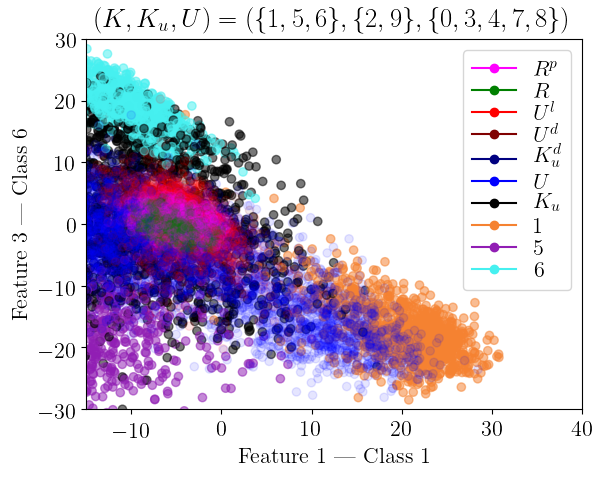 (K, K_u, U) = ({1, 5, 6}, {2, 9}, {0, 3, 4, 7, 8})
30
20
10
0
−10
−20
−30
Feature 3 — Class 6
R^p
R
U^l
U^d
K_u^d
U
K_u
1
5
6
−10
0
10
20
30
40
Feature 1 — Class 1